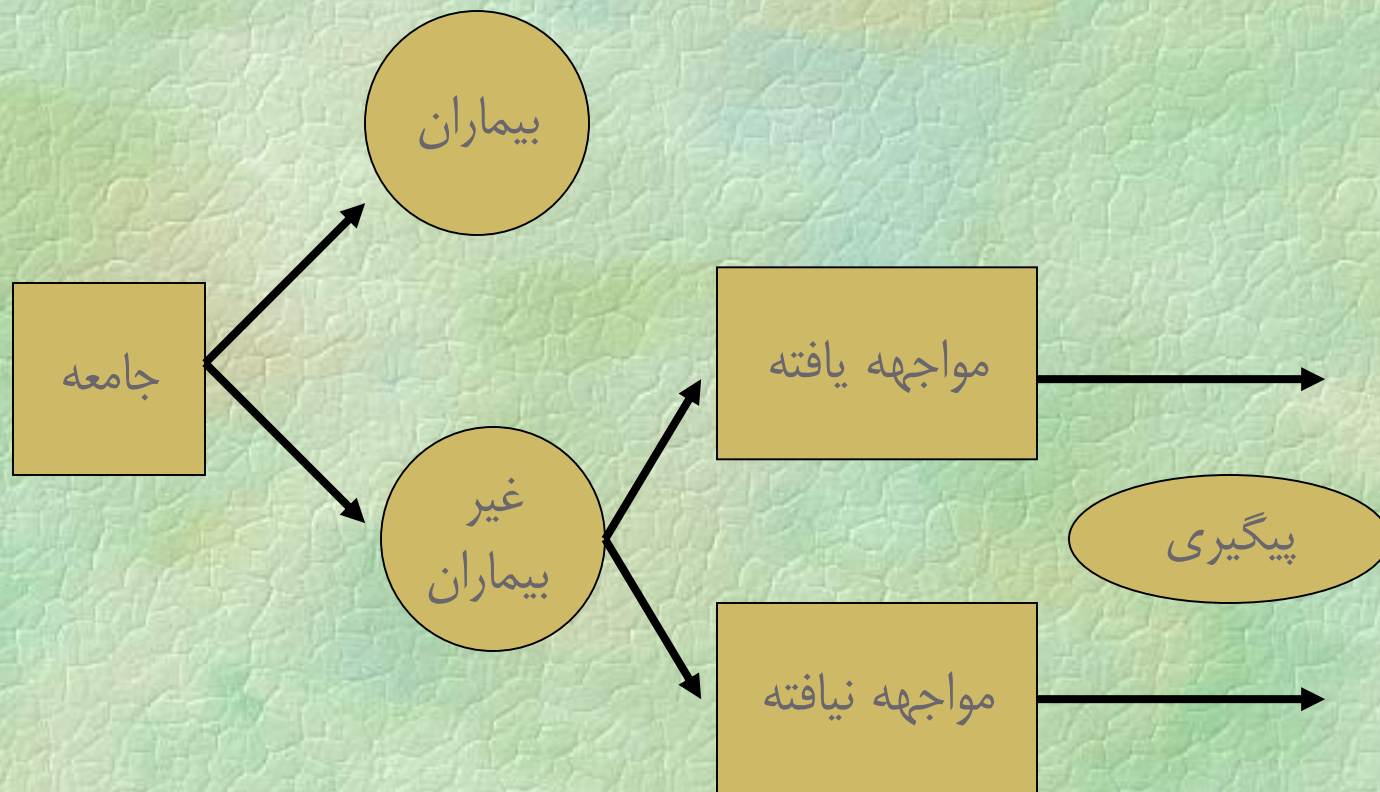 بیماران
جامعه
مواجهه یافته
غیر
بیماران
پیگیری
مواجهه نیافته